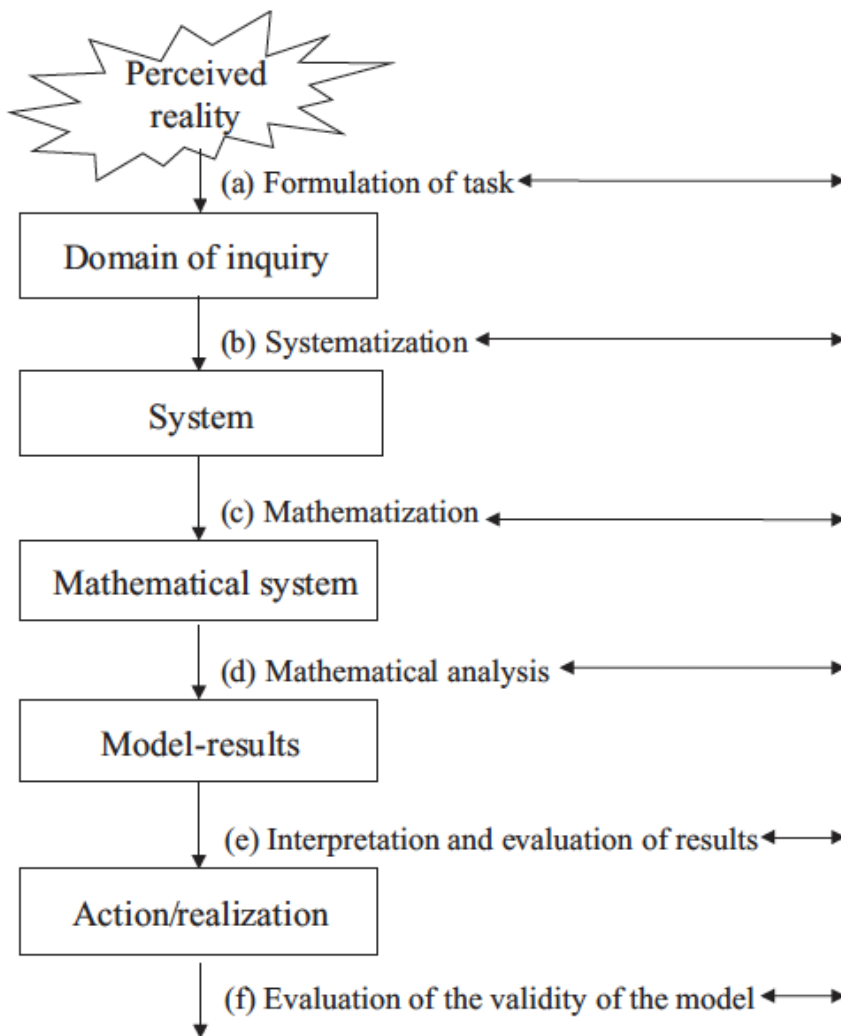 Perceived
reality
(a) Formulation of task
Domain of inquiry
(b) Systematization
System
(c) Mathematization
Mathematical system
(d) Mathematical analysis
Model-results
(e) Interpretation and evaluation of results
Action/realization
(f) Evaluation of the validity of the model